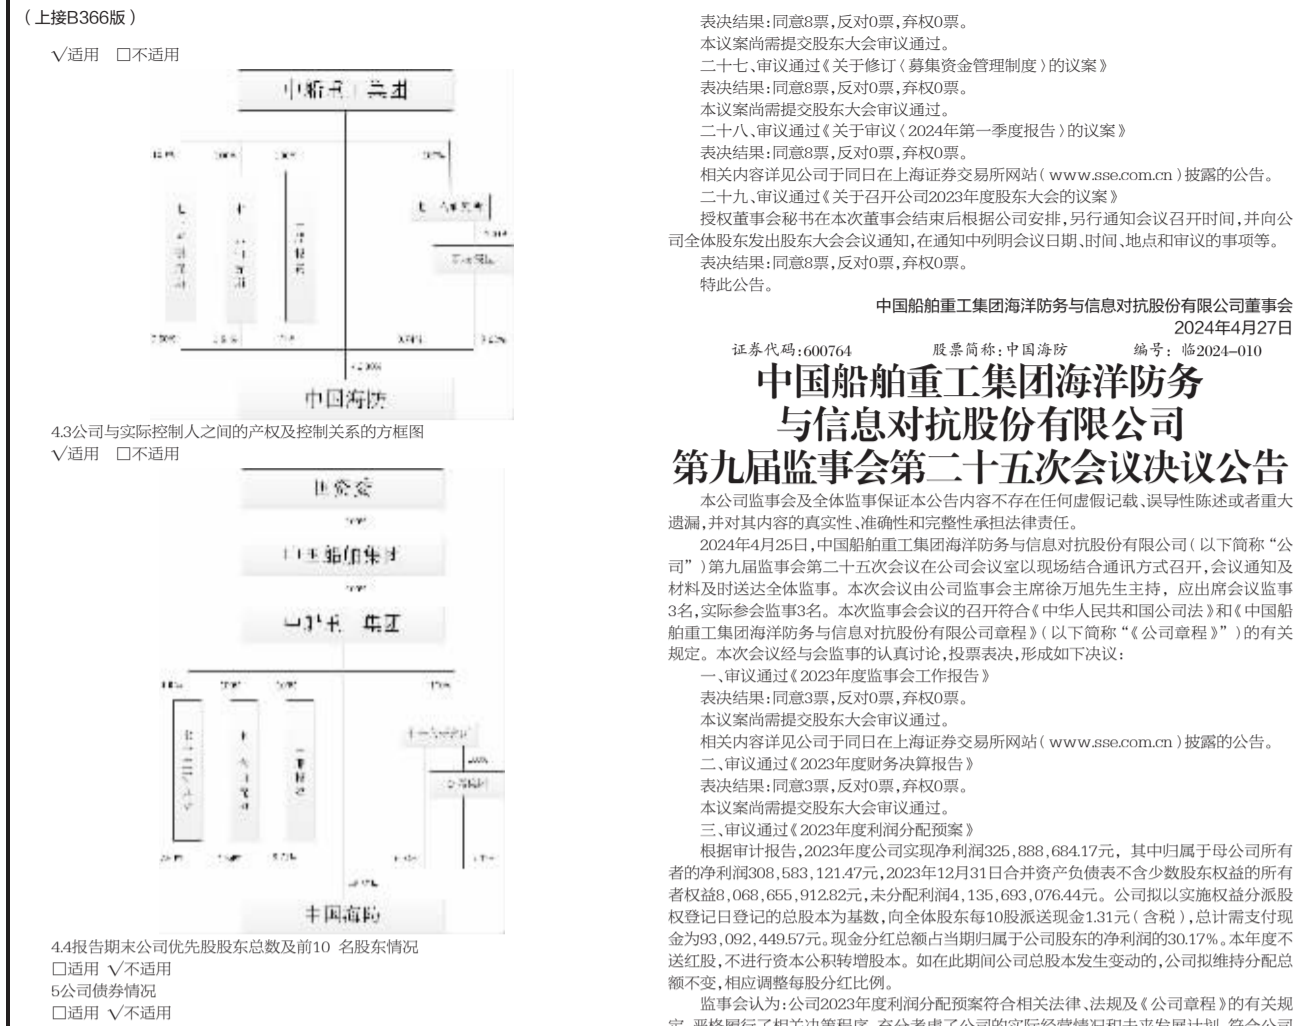 （上接B366版）
√适用 □不适用
集团
中国海防
4.3公司与实际控制人之间的产权及控制关系的方框图
√适用 □不适用
国资委
中国船舶集团
集团
中国海防
4.4报告期末公司优先股股东总数及前10 名股东情况
□适用 √不适用
5公司债券情况
□适用 √不适用
表决结果:同意8票,反对0票,弃权0票。
本议案尚需提交股东大会审议通过。
二十七、审议通过《关于修订〈募集资金管理制度〉的议案》
表决结果:同意8票,反对0票,弃权0票。
本议案尚需提交股东大会审议通过。
二十八、审议通过《关于审议〈2024年第一季度报告〉的议案》
表决结果:同意8票,反对0票,弃权0票。
相关内容详见公司于同日在上海证券交易所网站（www.sse.com.cn）披露的公告。
二十九、审议通过《关于召开公司2023年度股东大会的议案》
授权董事会秘书在本次董事会结束后根据公司安排,另行通知会议召开时间,并向公
司全体股东发出股东大会会议通知,在通知中列明会议日期、时间、地点和审议的事项等。
表决结果:同意8票,反对0票,弃权0票。
特此公告。
中国船舶重工集团海洋防务与信息对抗股份有限公司董事会
2024年4月27日
证券代码:600764 股票简称:中国海防 编号：临2024-010
中国船舶重工集团海洋防务
与信息对抗股份有限公司
第九届监事会第二十五次会议决议公告
本公司监事会及全体监事保证本公告内容不存在任何虚假记载、误导性陈述或者重大
遗漏,并对其内容的真实性、准确性和完整性承担法律责任。
2024年4月25日,中国船舶重工集团海洋防务与信息对抗股份有限公司（以下简称“公
司”）第九届监事会第二十五次会议在公司会议室以现场结合通讯方式召开,会议通知及
材料及时送达全体监事。本次会议由公司监事会主席徐万旭先生主持，应出席会议监事
3名,实际参会监事3名。本次监事会会议的召开符合《中华人民共和国公司法》和《中国船
舶重工集团海洋防务与信息对抗股份有限公司章程》（以下简称“《公司章程》”）的有关
规定。本次会议经与会监事的认真讨论,投票表决,形成如下决议:
一、审议通过《2023年度监事会工作报告》
表决结果:同意3票,反对0票,弃权0票。
本议案尚需提交股东大会审议通过。
相关内容详见公司于同日在上海证券交易所网站（www.sse.com.cn）披露的公告。
二、审议通过《2023年度财务决算报告》
表决结果:同意3票,反对0票,弃权0票。
本议案尚需提交股东大会审议通过。
三、审议通过《2023年度利润分配预案》
根据审计报告,2023年度公司实现净利润325,888,684.17元，其中归属于母公司所有
者的净利润308,583,121.47元,2023年12月31日合并资产负债表不含少数股东权益的所有
者权益8,068,655,912.82元,未分配利润4,135,693,076.44元。公司拟以实施权益分派股
权登记日登记的总股本为基数,向全体股东每10股派送现金1.31元（含税）,总计需支付现
金为93,092,449.57元。现金分红总额占当期归属于公司股东的净利润的30.17%。本年度不
送红股,不进行资本公积转增股本。如在此期间公司总股本发生变动的,公司拟维持分配总
额不变,相应调整每股分红比例。
监事会认为:公司2023年度利润分配预案符合相关法律、法规及《公司章程》的有关规
定,严格履行了相关决策程序,充分考虑了公司的实际经营情况和未来发展计划,符合公司